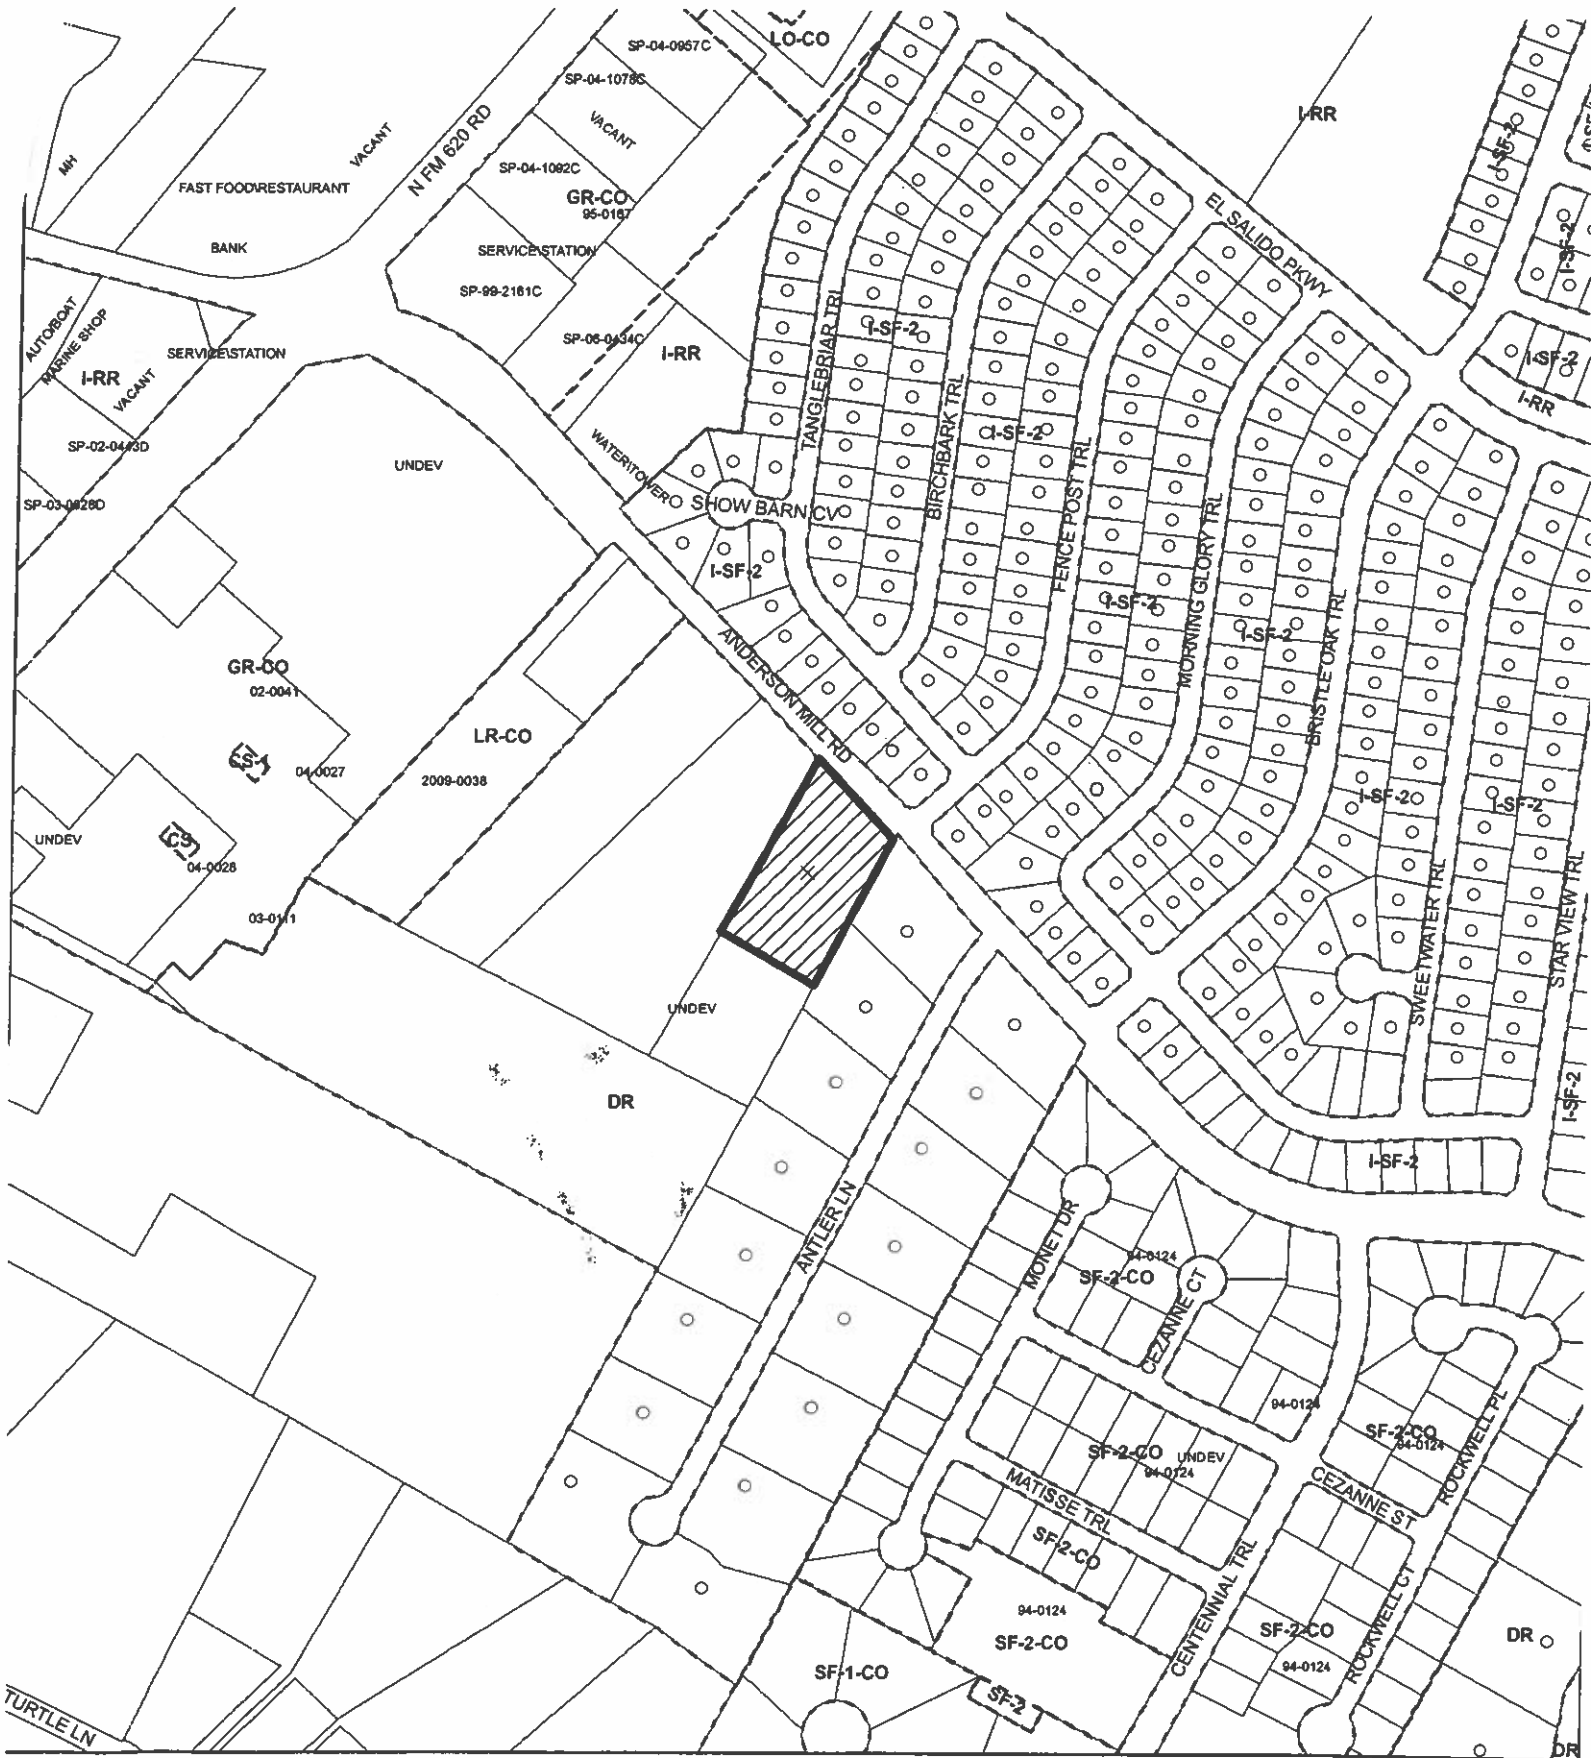 SP-04-0957C
LO-CO
SP-04-1078C
VACANT
I-RR
I-SF-2
N FM 620 RD
VACANT
MH
SP-04-1092C
FAST FOOD\RESTAURANT
GR-CO
95-0167
EL SALIDO PKWY
I-SF-2
BANK
SERVICE\STATION
SP-99-2161C
AUTO/BOAT
MARINE SHOP
SERVICE\STATION
SP-06-0434C
I-RR
TANGLEBRIAR TRL
I-SF-2
I-SF-2
I-RR
VACANT
I-RR
BIRCHBARK TRL
I-SF-2
SP-02-0443D
UNDEV
WATER\TOWER
FENCE POST TRL
SP-03-0926D
SHOW BARN CV
MORNING GLORY TRL
I-SF-2
I-SF-2
I-SF-2
BRISTLE OAK TRL
ANDERSON MILL RD
GR-CO
02-0041
LR-CO
CS-1
04-0027
2009-0038
I-SF-2
I-SF-2
UNDEV
04-0028
03-0111
SWEETWATER TRL
STAR VIEW TRL
UNDEV
DR
I-SF-2
I-SF-2
ANTLER LN
MONET DR
94-0124
SF-2-CO
CEZANNE CT
94-0124
SF-2-CO
94-0124
ROCKWELL PL
SF-2-CO
UNDEV
94-0124
MATISSE TRL
CEZANNE ST
SF-2-CO
CENTENNIAL TRL
94-0124
SF-2-CO
SF-2-CO
94-0124
ROCKWELL CT
DR
SF-1-CO
SF-2
TURTLE LN
DR